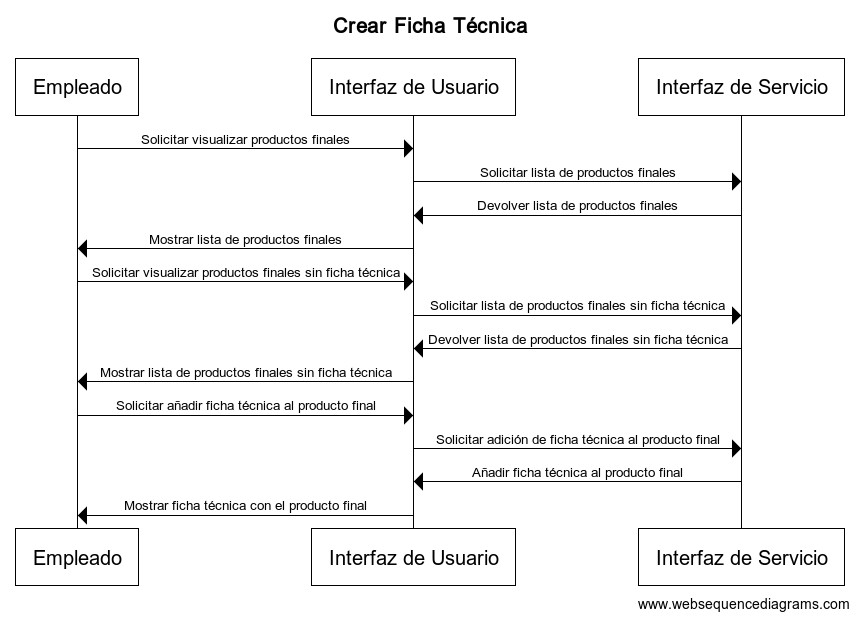 Crear Ficha Técnica
Empleado
Interfaz de Usuario
Interfaz de Servicio
Solicitar visualizar productos finales
Solicitar lista de productos finales
Devolver lista de productos finales
Mostrar lista de productos finales
Solicitar visualizar productos finales sin ficha técnica
Solicitar lista de productos finales sin ficha técnica
Devolver lista de productos finales sin ficha técnica
Mostrar lista de productos finales sin ficha técnica
Solicitar añadir ficha técnica al producto final
Solicitar adición de ficha técnica al producto final
Añadir ficha técnica al producto final
Mostrar ficha técnica con el producto final
Empleado
Interfaz de Usuario
Interfaz de Servicio
www.websequencediagrams.com